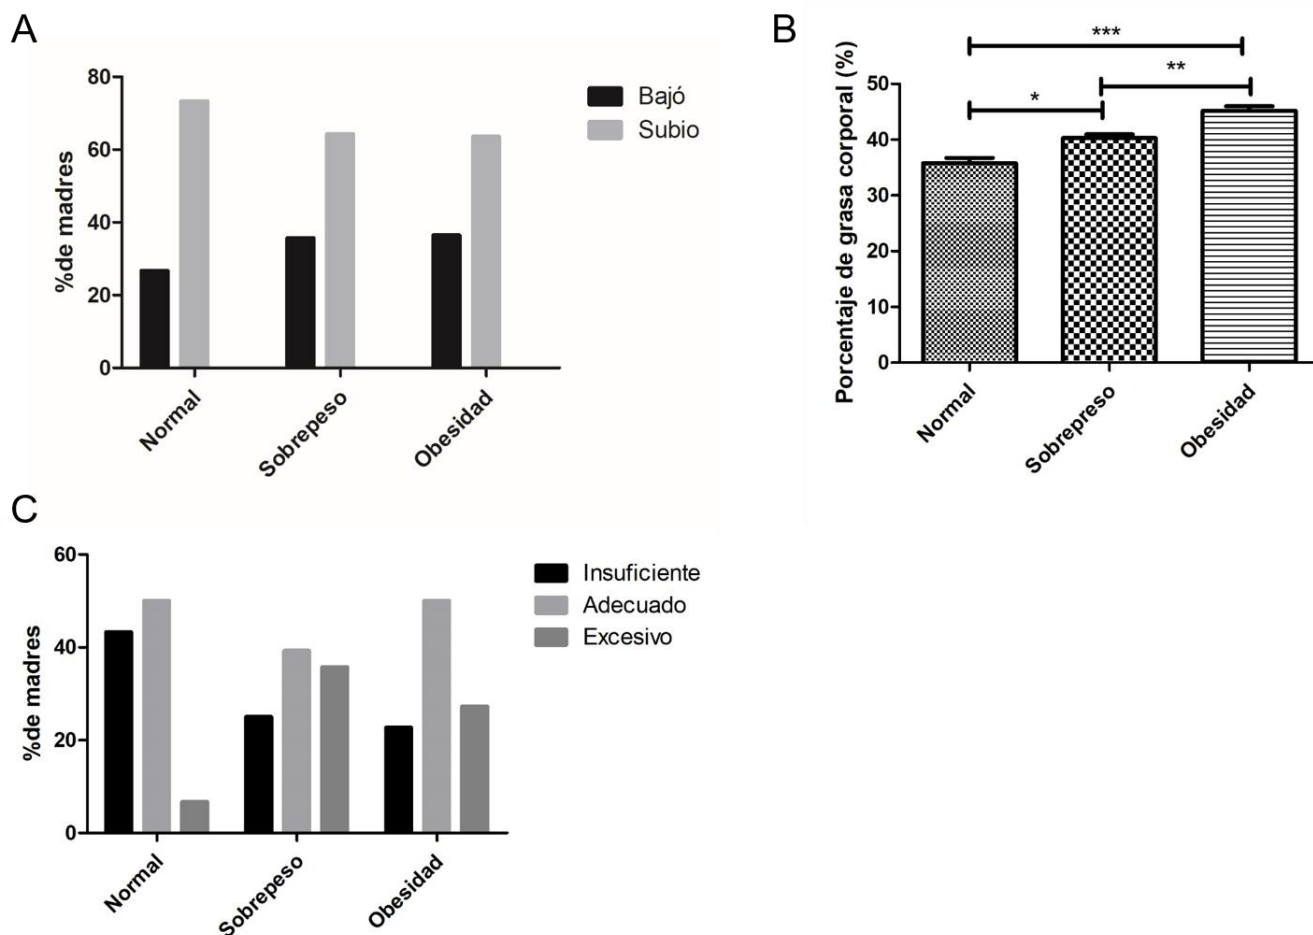 A
%de madres
80
60
40
20
0
Normal
Sobrepeso
Obesidad
Bajó
Subio
B
Porcentaje de grasa corporal (%)
50
40
30
20
10
0
***
**
*
Normal
Sobrepreso
Obesidad
C
%de madres
60
40
20
0
Normal
Sobrepeso
Obesidad
Insuficiente
Adecuado
Excesivo